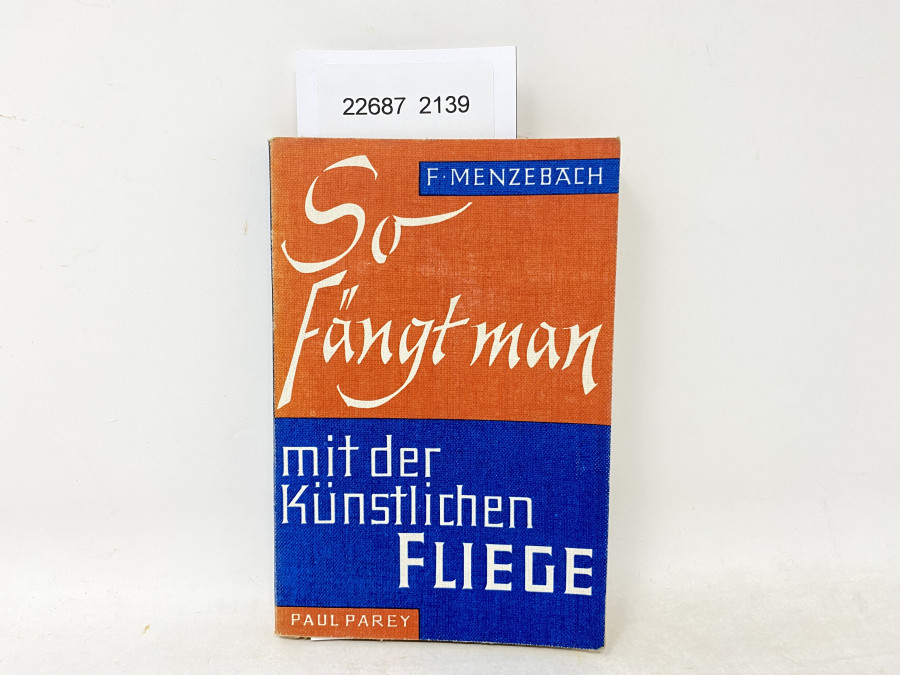 22687 2139
F. MENZEBACH
So
Fängt man
mit der
Künstlichen
FLIEGE
PAUL PAREY